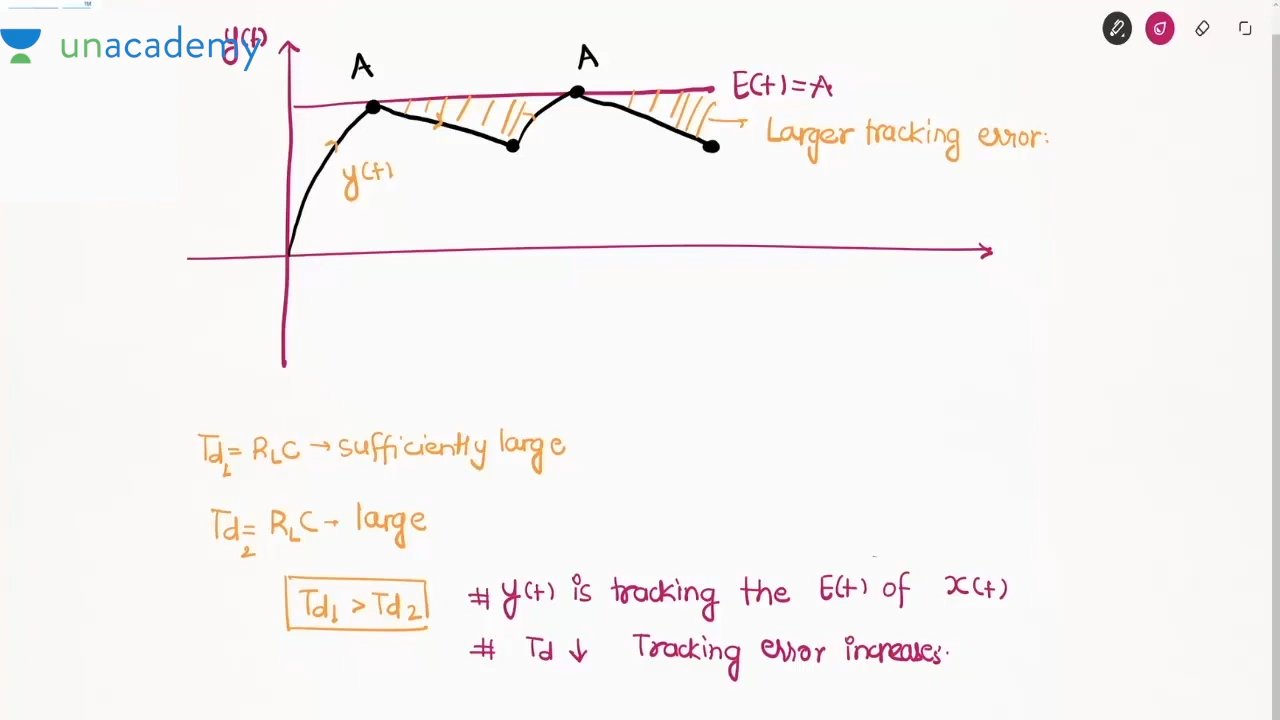 unacademy
y(t)
A
A
E(t)=A
Larger tracking error:
y(t)
Td1 = RLC → sufficiently large
Td2 = RLC → large
Td1 > Td2
# y(t) is tracking the E(t) of x(t)
# Td ↓ Tracking error increases.